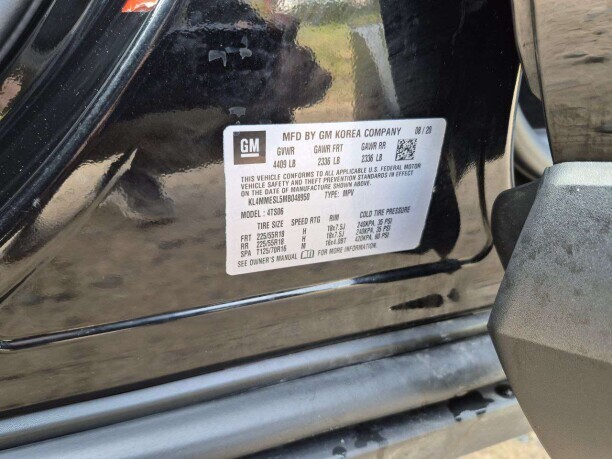 GM
MFD BY GM KOREA COMPANY 08 / 20
GVWR GAWR FRT GAWR RR
4409 LB 2336 LB 2336 LB
THIS VEHICLE CONFORMS TO ALL APPLICABLE U.S. FEDERAL MOTOR
VEHICLE SAFETY AND THEFT PREVENTION STANDARDS IN EFFECT
ON THE DATE OF MANUFACTURE SHOWN ABOVE.
KL4MMESL5MB048950 TYPE: MPV
MODEL : 4TS06
TIRE SIZE SPEED RTG RIM COLD TIRE PRESSURE
FRT 225/55R18 H 18x7.5J 240KPA, 35 PSI
RR 225/55R18 H 18x7.5J 240KPA, 35 PSI
SPA T125/70R16 M 16x4.0BT 420KPA, 60 PSI
SEE OWNER'S MANUAL FOR MORE INFORMATION